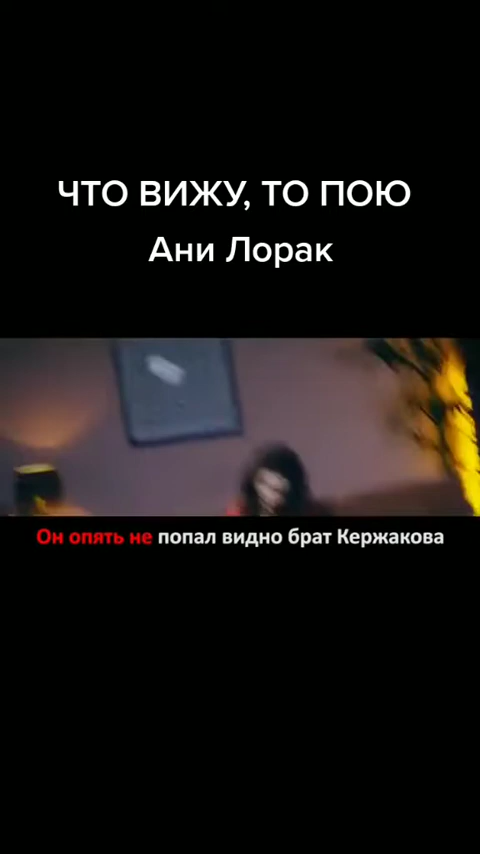 ЧТО ВИЖУ, ТО ПОЮ
Ани Лорак
Он опять не попал видно брат Кержакова